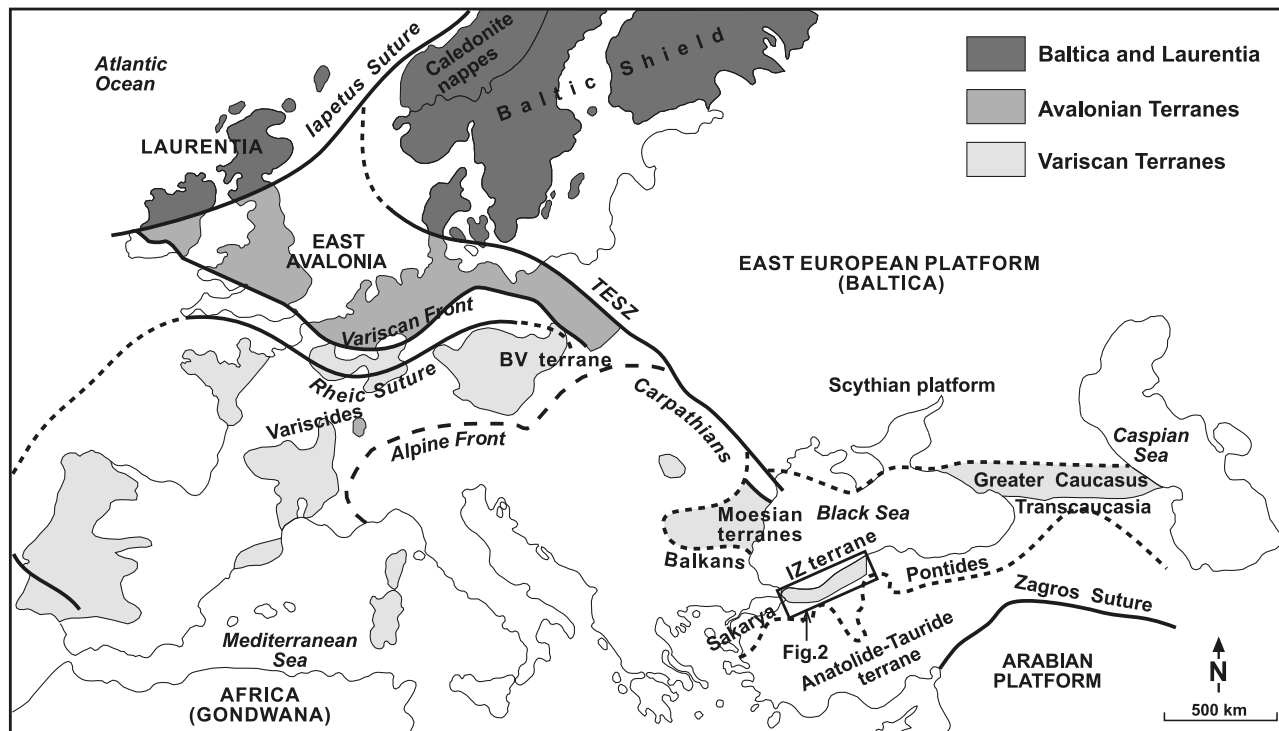 Atlantic
Ocean
Iapetus Suture
Caledonite
nappes
Baltic Shield
Baltica and Laurentia
Avalonian Terranes
Variscan Terranes
LAURENTIA
EAST
AVALONIA
EAST EUROPEAN PLATFORM
(BALTICA)
TESZ
Variscan Front
BV terrane
Rheic Suture
Variscides
Alpine Front
Carpathians
Scythian platform
Caspian
Sea
Greater Caucasus
Transcaucasia
Moesian
terranes
Black Sea
Balkans
IZ terrane
Pontides
Zagros Suture
Sakarya
Fig.2
Anatolide-Tauride
terrane
Mediterranean
Sea
AFRICA
(GONDWANA)
ARABIAN
PLATFORM
N
500 km